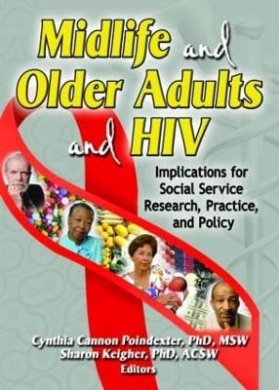 Midlife and
Older Adults
and HIV
Implications for
Social Service
Research, Practice,
and Policy
Cynthia Cannon Poindexter, PhD, MSW
Sharon Keigher, PhD, ACSW
Editors